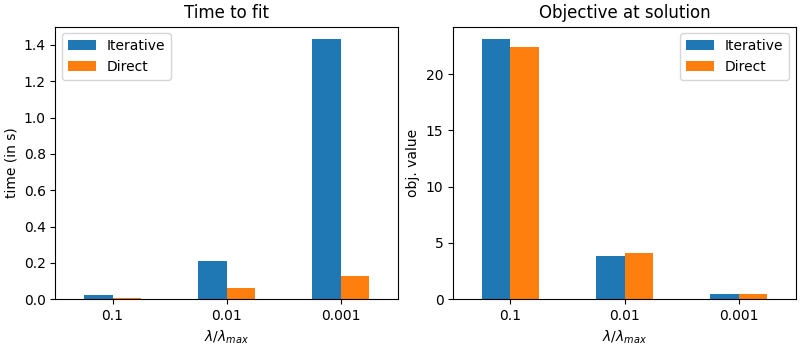 Time to fit
1.4
1.2
1.0
0.8
0.6
0.4
0.2
0.0
time (in s)
Iterative
Direct
0.1
0.01
0.001
λ/λmax
Objective at solution
20
15
10
5
0
obj. value
Iterative
Direct
0.1
0.01
0.001
λ/λmax